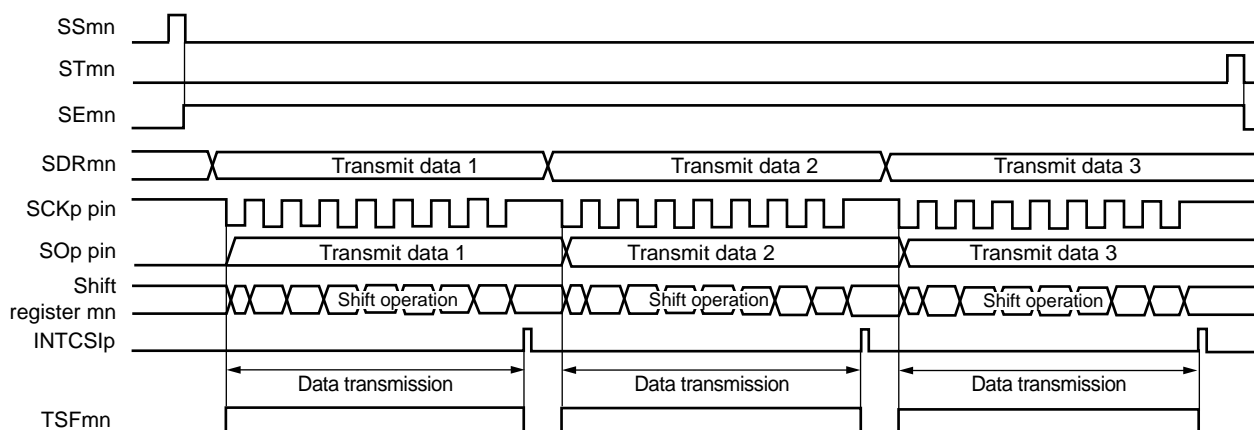 SSmn
STmn
SEmn
SDRmn Transmit data 1 Transmit data 2 Transmit data 3
SCKp pin
SOp pin Transmit data 1 Transmit data 2 Transmit data 3
Shift
register mn Shift operation Shift operation Shift operation
INTCSIp
Data transmission Data transmission Data transmission
TSFmn